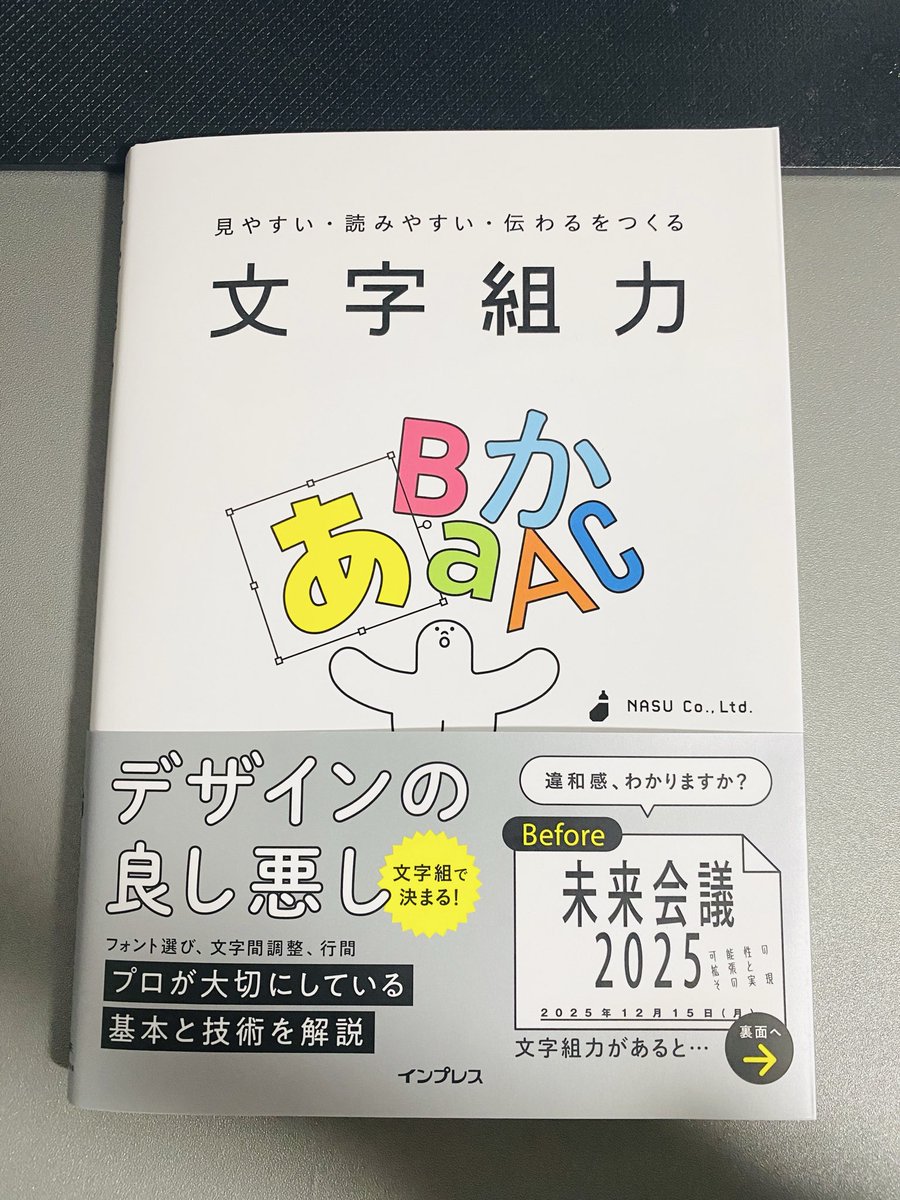 見やすい・読みやすい・伝わるをつくる
文字組力
B
か
あ
a
A
C
NASU Co.,Ltd.
デザインの
良し悪し
文字組で
決まる!
フォント選び、文字間調整、行間
プロが大切にしている
基本と技術を解説
インプレス
違和感、わかりますか?
Before
未来会議
2025
可能性の
拡張と
その実現
2025年12月15日(月)
文字組力があると…
裏面へ